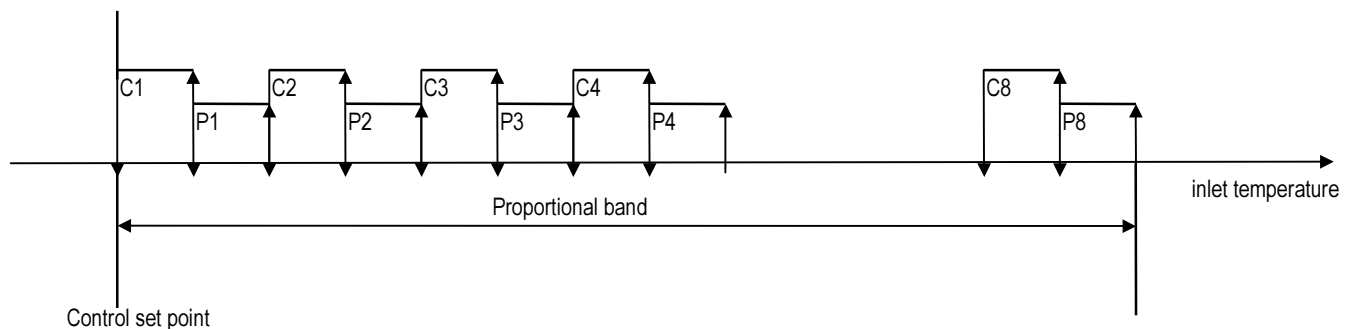 C1
C2
C3
C4
C8
P1
P2
P3
P4
P8
inlet temperature
Proportional band
Control set point